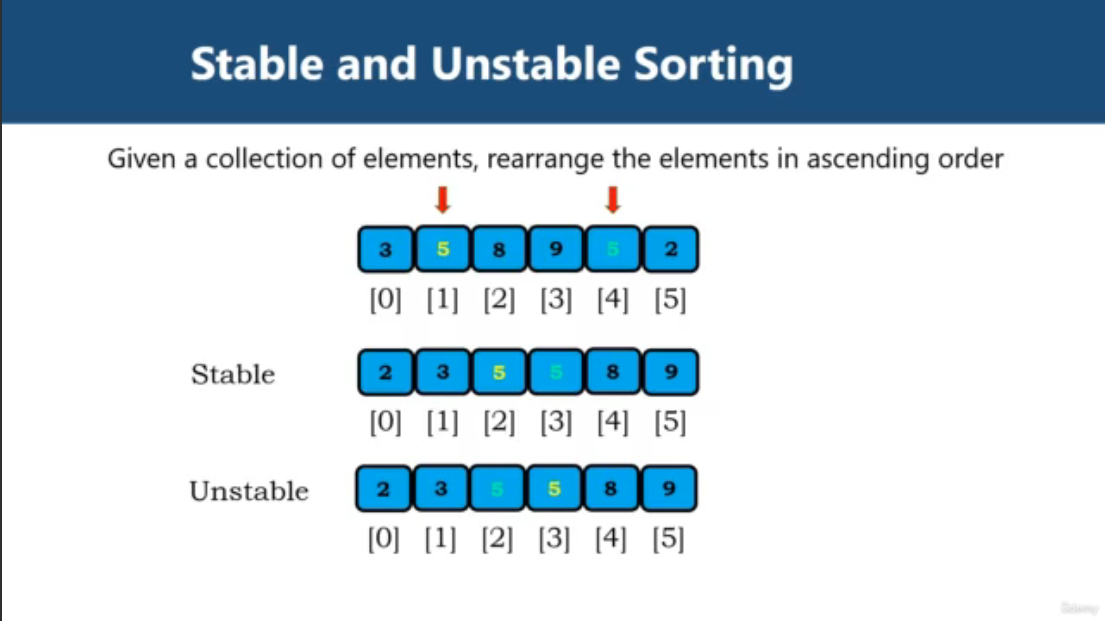 Stable and Unstable Sorting
Given a collection of elements, rearrange the elements in ascending order
3 5 8 9 5 2
[0] [1] [2] [3] [4] [5]
Stable 2 3 5 5 8 9
[0] [1] [2] [3] [4] [5]
Unstable 2 3 5 5 8 9
[0] [1] [2] [3] [4] [5]
Udemy